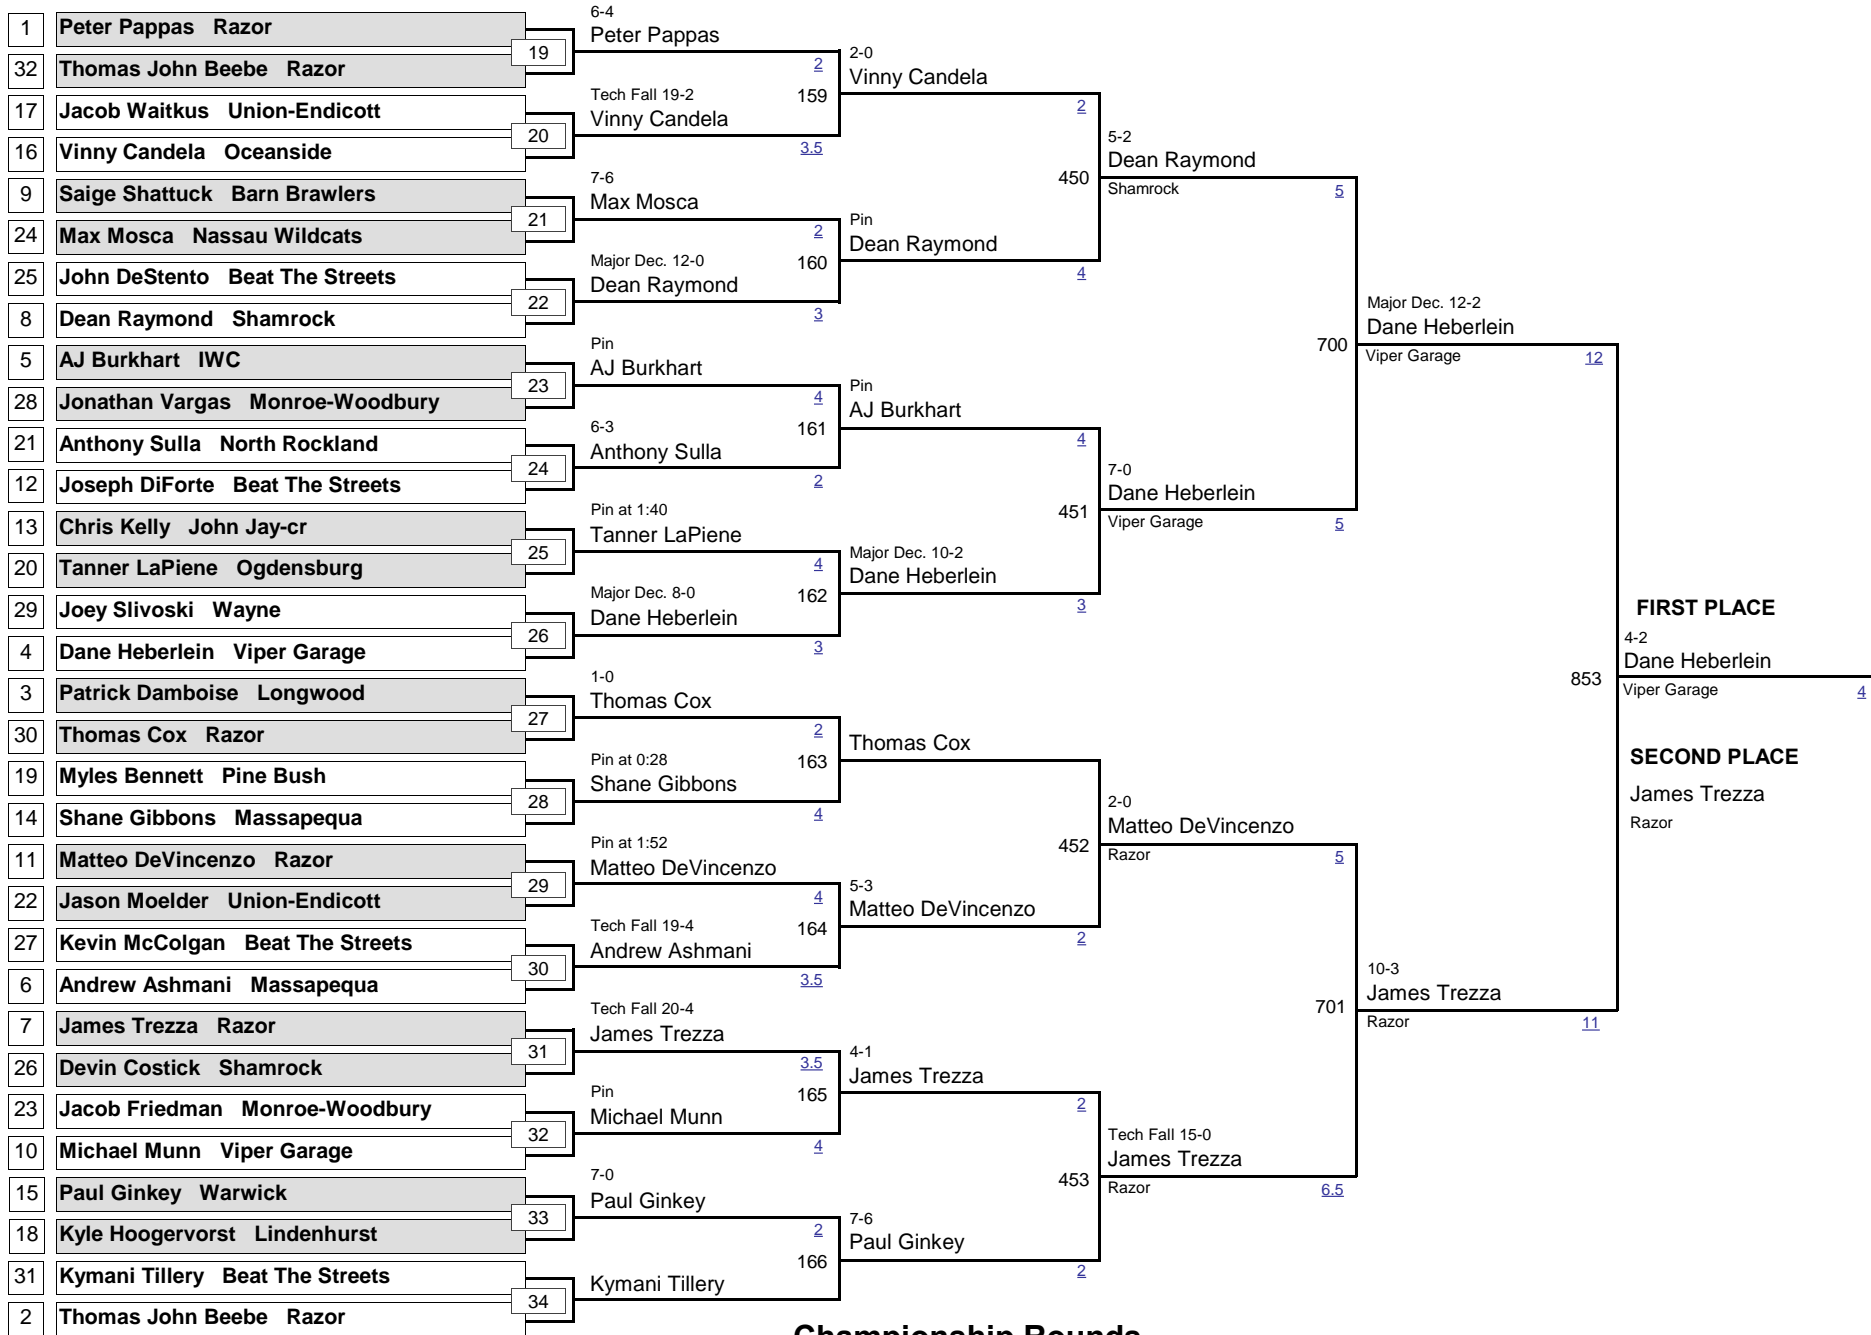 1 Peter Pappas Razor
32 Thomas John Beebe Razor
17 Jacob Waitkus Union-Endicott
16 Vinny Candela Oceanside
9 Saige Shattuck Barn Brawlers
24 Max Mosca Nassau Wildcats
25 John DeStento Beat The Streets
8 Dean Raymond Shamrock
5 AJ Burkhart IWC
28 Jonathan Vargas Monroe-Woodbury
21 Anthony Sulla North Rockland
12 Joseph DiForte Beat The Streets
13 Chris Kelly John Jay-cr
20 Tanner LaPiene Ogdensburg
29 Joey Slivoski Wayne
4 Dane Heberlein Viper Garage
3 Patrick Damboise Longwood
30 Thomas Cox Razor
19 Myles Bennett Pine Bush
14 Shane Gibbons Massapequa
11 Matteo DeVincenzo Razor
22 Jason Moelder Union-Endicott
27 Kevin McColgan Beat The Streets
6 Andrew Ashmani Massapequa
7 James Trezza Razor
26 Devin Costick Shamrock
23 Jacob Friedman Monroe-Woodbury
10 Michael Munn Viper Garage
15 Paul Ginkey Warwick
18 Kyle Hoogervorst Lindenhurst
31 Kymani Tillery Beat The Streets
2 Thomas John Beebe Razor
19
20
21
22
23
24
25
26
27
28
29
30
31
32
33
34
6-4
Peter Pappas
2
159
Tech Fall 19-2
Vinny Candela
3.5
7-6
Max Mosca
2
160
Major Dec. 12-0
Dean Raymond
3
Pin
AJ Burkhart
4
161
6-3
Anthony Sulla
2
Pin at 1:40
Tanner LaPiene
4
162
Major Dec. 8-0
Dane Heberlein
3
1-0
Thomas Cox
2
163
Pin at 0:28
Shane Gibbons
4
Pin at 1:52
Matteo DeVincenzo
4
164
Tech Fall 19-4
Andrew Ashmani
3.5
Tech Fall 20-4
James Trezza
3.5
165
Pin
Michael Munn
4
7-0
Paul Ginkey
2
166
Kymani Tillery
2-0
Vinny Candela
2
450
Pin
Dean Raymond
4
Pin
AJ Burkhart
4
451
Major Dec. 10-2
Dane Heberlein
3
Thomas Cox
452
5-3
Matteo DeVincenzo
2
4-1
James Trezza
2
453
7-6
Paul Ginkey
2
5-2
Dean Raymond
Shamrock
5
700
7-0
Dane Heberlein
Viper Garage
5
2-0
Matteo DeVincenzo
Razor
5
701
Tech Fall 15-0
James Trezza
Razor
6.5
Major Dec. 12-2
Dane Heberlein
Viper Garage
12
853
10-3
James Trezza
Razor
11
FIRST PLACE
4-2
Dane Heberlein
Viper Garage
4
SECOND PLACE
James Trezza
Razor
Championship Rounds